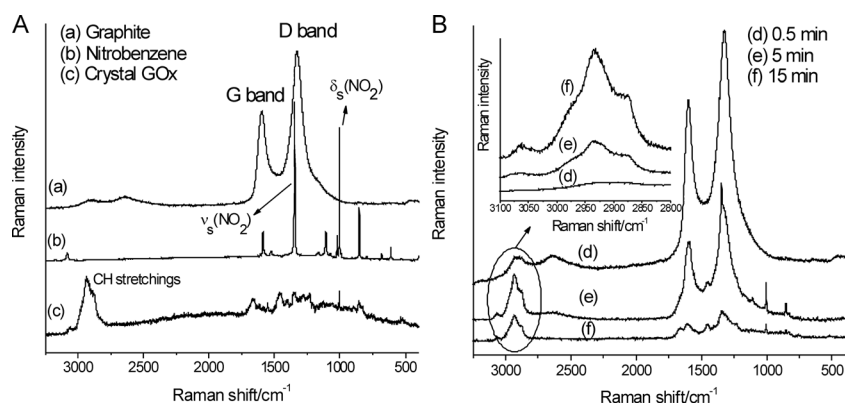 A
(a) Graphite
(b) Nitrobenzene
(c) Crystal GOx
D band
G band
δs(NO2)
(a)
νs(NO2)
(b)
CH stretchings
(c)
Raman intensity
3000 2500 2000 1500 1000 500
Raman shift/cm-1
B
(d) 0.5 min
(e) 5 min
(f) 15 min
Raman intensity
(f)
(e)
(d)
3100 3050 3000 2950 2900 2850 2800
Raman shift/cm-1
(d)
(e)
(f)
Raman intensity
3000 2500 2000 1500 1000 500
Raman shift/cm-1